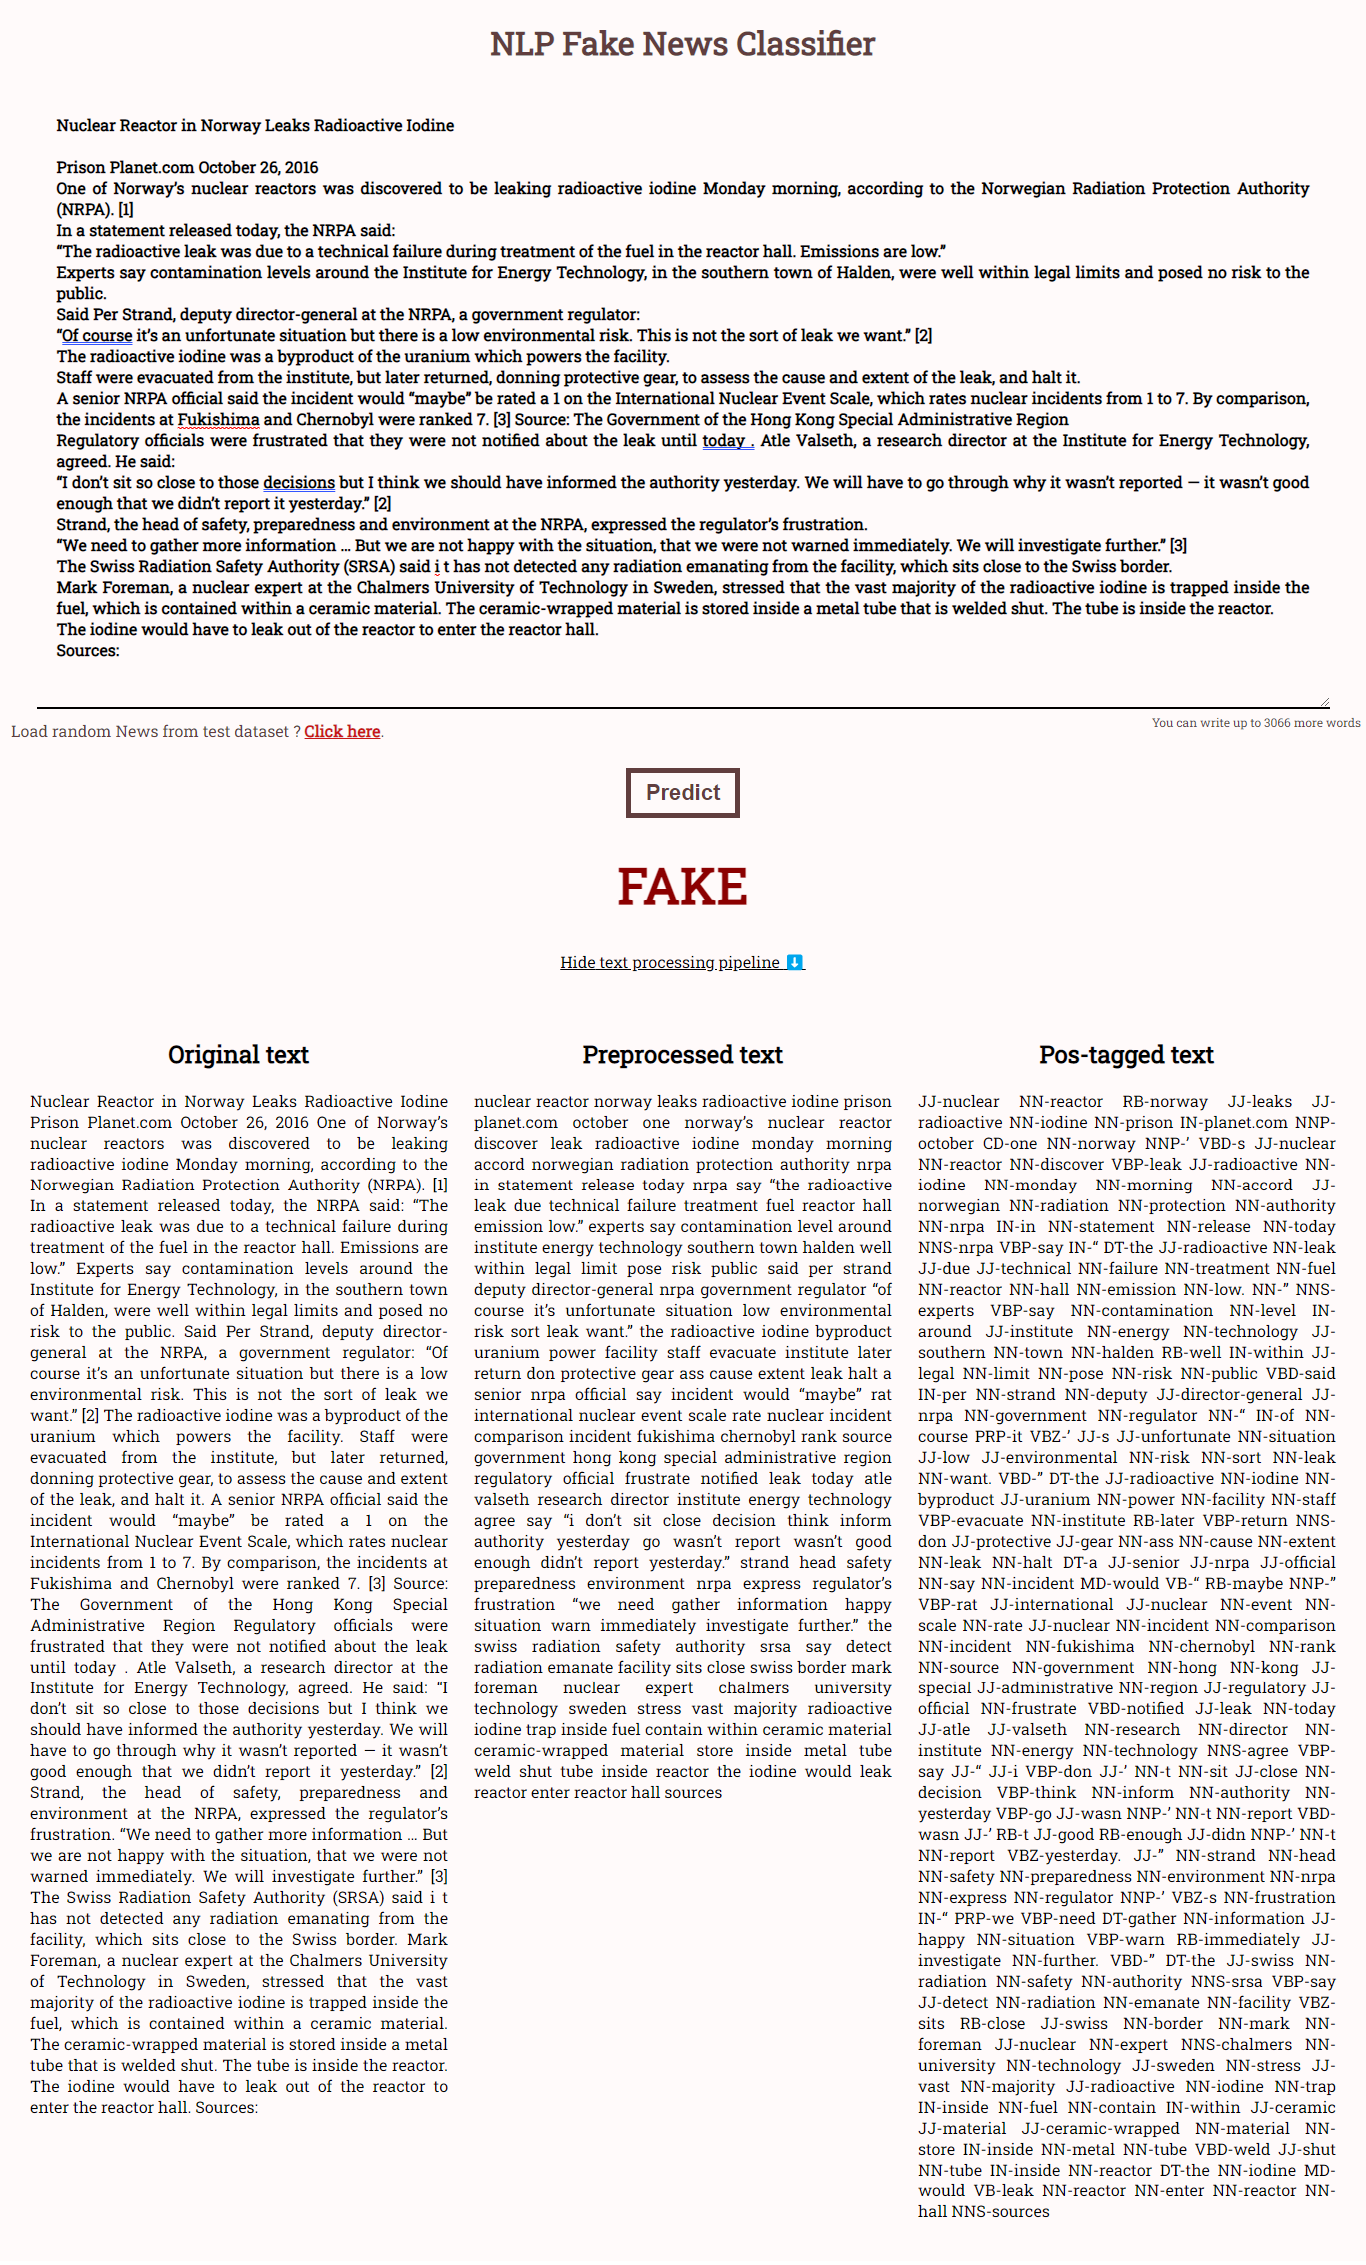 NLP Fake News Classifier
Nuclear Reactor in Norway Leaks Radioactive Iodine
Prison Planet.com October 26, 2016
One of Norway’s nuclear reactors was discovered to be leaking radioactive iodine Monday morning, according to the Norwegian Radiation Protection Authority
(NRPA). [1]
In a statement released today, the NRPA said:
“The radioactive leak was due to a technical failure during treatment of the fuel in the reactor hall. Emissions are low.”
Experts say contamination levels around the Institute for Energy Technology, in the southern town of Halden, were well within legal limits and posed no risk to the
public.
Said Per Strand, deputy director-general at the NRPA, a government regulator:
“Of course it’s an unfortunate situation but there is a low environmental risk. This is not the sort of leak we want.” [2]
The radioactive iodine was a byproduct of the uranium which powers the facility.
Staff were evacuated from the institute, but later returned, donning protective gear, to assess the cause and extent of the leak, and halt it.
A senior NRPA official said the incident would “maybe” be rated a 1 on the International Nuclear Event Scale, which rates nuclear incidents from 1 to 7. By comparison,
the incidents at Fukishima and Chernobyl were ranked 7. [3] Source: The Government of the Hong Kong Special Administrative Region
Regulatory officials were frustrated that they were not notified about the leak until today . Atle Valseth, a research director at the Institute for Energy Technology,
agreed. He said:
“I don’t sit so close to those decisions but I think we should have informed the authority yesterday. We will have to go through why it wasn’t reported — it wasn’t good
enough that we didn’t report it yesterday.” [2]
Strand, the head of safety, preparedness and environment at the NRPA, expressed the regulator’s frustration.
“We need to gather more information … But we are not happy with the situation, that we were not warned immediately. We will investigate further.” [3]
The Swiss Radiation Safety Authority (SRSA) said i t has not detected any radiation emanating from the facility, which sits close to the Swiss border.
Mark Foreman, a nuclear expert at the Chalmers University of Technology in Sweden, stressed that the vast majority of the radioactive iodine is trapped inside the
fuel, which is contained within a ceramic material. The ceramic-wrapped material is stored inside a metal tube that is welded shut. The tube is inside the reactor.
The iodine would have to leak out of the reactor to enter the reactor hall.
Sources:
Load random News from test dataset ? Click here.
You can write up to 3066 more words
Predict
FAKE
Hide text processing pipeline ⬇️
Original text
Nuclear Reactor in Norway Leaks Radioactive Iodine
Prison Planet.com October 26, 2016 One of Norway’s
nuclear reactors was discovered to be leaking
radioactive iodine Monday morning, according to the
Norwegian Radiation Protection Authority (NRPA). [1]
In a statement released today, the NRPA said: “The
radioactive leak was due to a technical failure during
treatment of the fuel in the reactor hall. Emissions are
low.” Experts say contamination levels around the
Institute for Energy Technology, in the southern town
of Halden, were well within legal limits and posed no
risk to the public. Said Per Strand, deputy director-
general at the NRPA, a government regulator: “Of
course it’s an unfortunate situation but there is a low
environmental risk. This is not the sort of leak we
want.” [2] The radioactive iodine was a byproduct of the
uranium which powers the facility. Staff were
evacuated from the institute, but later returned,
donning protective gear, to assess the cause and extent
of the leak, and halt it. A senior NRPA official said the
incident would “maybe” be rated a 1 on the
International Nuclear Event Scale, which rates nuclear
incidents from 1 to 7. By comparison, the incidents at
Fukishima and Chernobyl were ranked 7. [3] Source:
The Government of the Hong Kong Special
Administrative Region Regulatory officials were
frustrated that they were not notified about the leak
until today . Atle Valseth, a research director at the
Institute for Energy Technology, agreed. He said: “I
don’t sit so close to those decisions but I think we
should have informed the authority yesterday. We will
have to go through why it wasn’t reported — it wasn’t
good enough that we didn’t report it yesterday.” [2]
Strand, the head of safety, preparedness and
environment at the NRPA, expressed the regulator’s
frustration. “We need to gather more information … But
we are not happy with the situation, that we were not
warned immediately. We will investigate further.” [3]
The Swiss Radiation Safety Authority (SRSA) said i t
has not detected any radiation emanating from the
facility, which sits close to the Swiss border. Mark
Foreman, a nuclear expert at the Chalmers University
of Technology in Sweden, stressed that the vast
majority of the radioactive iodine is trapped inside the
fuel, which is contained within a ceramic material.
The ceramic-wrapped material is stored inside a metal
tube that is welded shut. The tube is inside the reactor.
The iodine would have to leak out of the reactor to
enter the reactor hall. Sources:
Preprocessed text
nuclear reactor norway leaks radioactive iodine prison
planet.com october one norway’s nuclear reactor
discover leak radioactive iodine monday morning
accord norwegian radiation protection authority nrpa
in statement release today nrpa say “the radioactive
leak due technical failure treatment fuel reactor hall
emission low.” experts say contamination level around
institute energy technology southern town halden well
within legal limit pose risk public said per strand
deputy director-general nrpa government regulator “of
course it’s unfortunate situation low environmental
risk sort leak want.” the radioactive iodine byproduct
uranium power facility staff evacuate institute later
return don protective gear ass cause extent leak halt a
senior nrpa official say incident would “maybe” rat
international nuclear event scale rate nuclear incident
comparison incident fukishima chernobyl rank source
government hong kong special administrative region
regulatory official frustrate notified leak today atle
valseth research director institute energy technology
agree say “i don’t sit close decision think inform
authority yesterday go wasn’t report wasn’t good
enough didn’t report yesterday.” strand head safety
preparedness environment nrpa express regulator’s
frustration “we need gather information happy
situation warn immediately investigate further.” the
swiss radiation safety authority srsa say detect
radiation emanate facility sits close swiss border mark
foreman nuclear expert chalmers university
technology sweden stress vast majority radioactive
iodine trap inside fuel contain within ceramic material
ceramic-wrapped material store inside metal tube
weld shut tube inside reactor the iodine would leak
reactor enter reactor hall sources
Pos-tagged text
JJ-nuclear NN-reactor RB-norway JJ-leaks JJ-
radioactive NN-iodine NN-prison IN-planet.com NNP-
october CD-one NN-norway NNP-’ VBD-s JJ-nuclear
NN-reactor NN-discover VBP-leak JJ-radioactive NN-
iodine NN-monday NN-morning NN-accord JJ-
norwegian NN-radiation NN-protection NN-authority
NN-nrpa IN-in NN-statement NN-release NN-today
NNS-nrpa VBP-say IN-“ DT-the JJ-radioactive NN-leak
JJ-due JJ-technical NN-failure NN-treatment NN-fuel
NN-reactor NN-hall NN-emission NN-low. NN-” NNS-
experts VBP-say NN-contamination NN-level IN-
around JJ-institute NN-energy NN-technology JJ-
southern NN-town NN-halden RB-well IN-within JJ-
legal NN-limit NN-pose NN-risk NN-public VBD-said
IN-per NN-strand NN-deputy JJ-director-general JJ-
nrpa NN-government NN-regulator NN-“ IN-of NN-
course PRP-it VBZ-’ JJ-s JJ-unfortunate NN-situation
JJ-low JJ-environmental NN-risk NN-sort NN-leak
NN-want. VBD-” DT-the JJ-radioactive NN-iodine NN-
byproduct JJ-uranium NN-power NN-facility NN-staff
VBP-evacuate NN-institute RB-later VBP-return NNS-
don JJ-protective JJ-gear NN-ass NN-cause NN-extent
NN-leak NN-halt DT-a JJ-senior JJ-nrpa JJ-official
NN-say NN-incident MD-would VB-“ RB-maybe NNP-”
VBP-rat JJ-international JJ-nuclear NN-event NN-
scale NN-rate JJ-nuclear NN-incident NN-comparison
NN-incident NN-fukishima NN-chernobyl NN-rank
NN-source NN-government NN-hong NN-kong JJ-
special JJ-administrative NN-region JJ-regulatory JJ-
official NN-frustrate VBD-notified JJ-leak NN-today
JJ-atle JJ-valseth NN-research NN-director NN-
institute NN-energy NN-technology NNS-agree VBP-
say JJ-“ JJ-i VBP-don JJ-’ NN-t NN-sit JJ-close NN-
decision VBP-think NN-inform NN-authority NN-
yesterday VBP-go JJ-wasn NNP-’ NN-t NN-report VBD-
wasn JJ-’ RB-t JJ-good RB-enough JJ-didn NNP-’ NN-t
NN-report VBZ-yesterday. JJ-” NN-strand NN-head
NN-safety NN-preparedness NN-environment NN-nrpa
NN-express NN-regulator NNP-’ VBZ-s NN-frustration
IN-“ PRP-we VBP-need DT-gather NN-information JJ-
happy NN-situation VBP-warn RB-immediately JJ-
investigate NN-further. VBD-” DT-the JJ-swiss NN-
radiation NN-safety NN-authority NNS-srsa VBP-say
JJ-detect NN-radiation NN-emanate NN-facility VBZ-
sits RB-close JJ-swiss NN-border NN-mark NN-
foreman JJ-nuclear NN-expert NNS-chalmers NN-
university NN-technology JJ-sweden NN-stress JJ-
vast NN-majority JJ-radioactive NN-iodine NN-trap
IN-inside NN-fuel NN-contain IN-within JJ-ceramic
JJ-material JJ-ceramic-wrapped NN-material NN-
store IN-inside NN-metal NN-tube VBD-weld JJ-shut
NN-tube IN-inside NN-reactor DT-the NN-iodine MD-
would VB-leak NN-reactor NN-enter NN-reactor NN-
hall NNS-sources